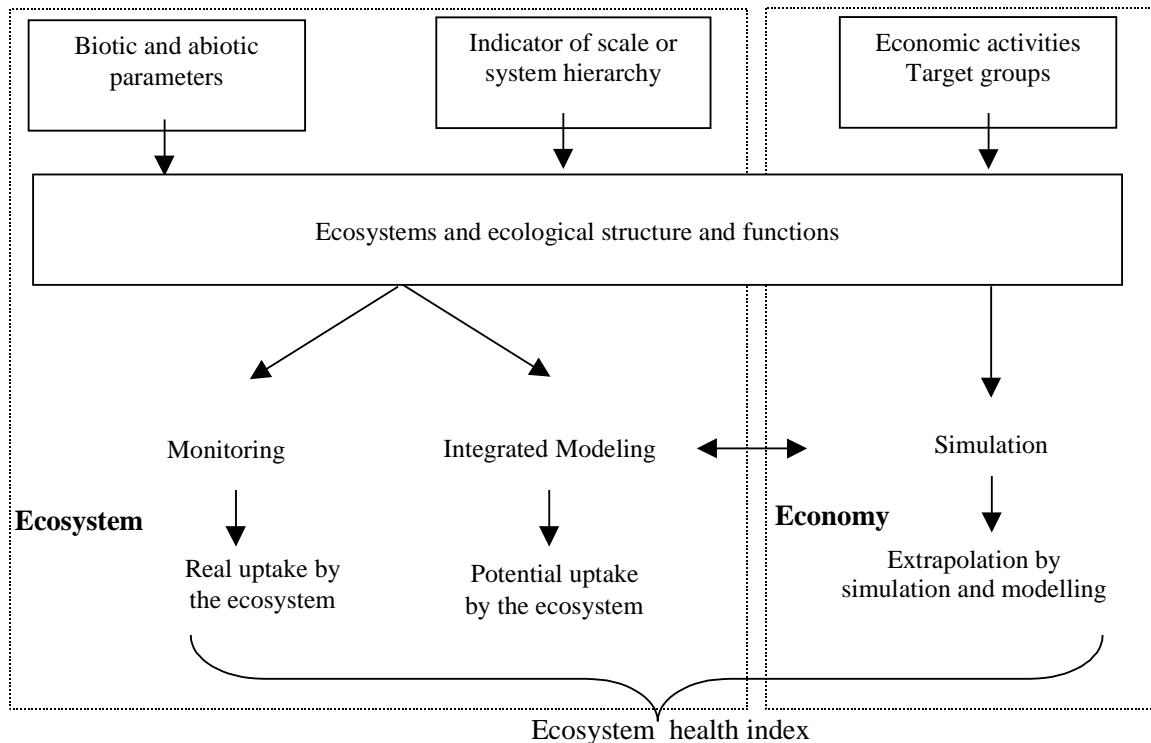 Biotic and abiotic
parameters
Indicator of scale or
system hierarchy
Economic activities
Target groups
Ecosystems and ecological structure and functions
Monitoring
Integrated Modeling
Simulation
Ecosystem
Economy
Real uptake by
the ecosystem
Potential uptake
by the ecosystem
Extrapolation by
simulation and modelling
Ecosystem health index